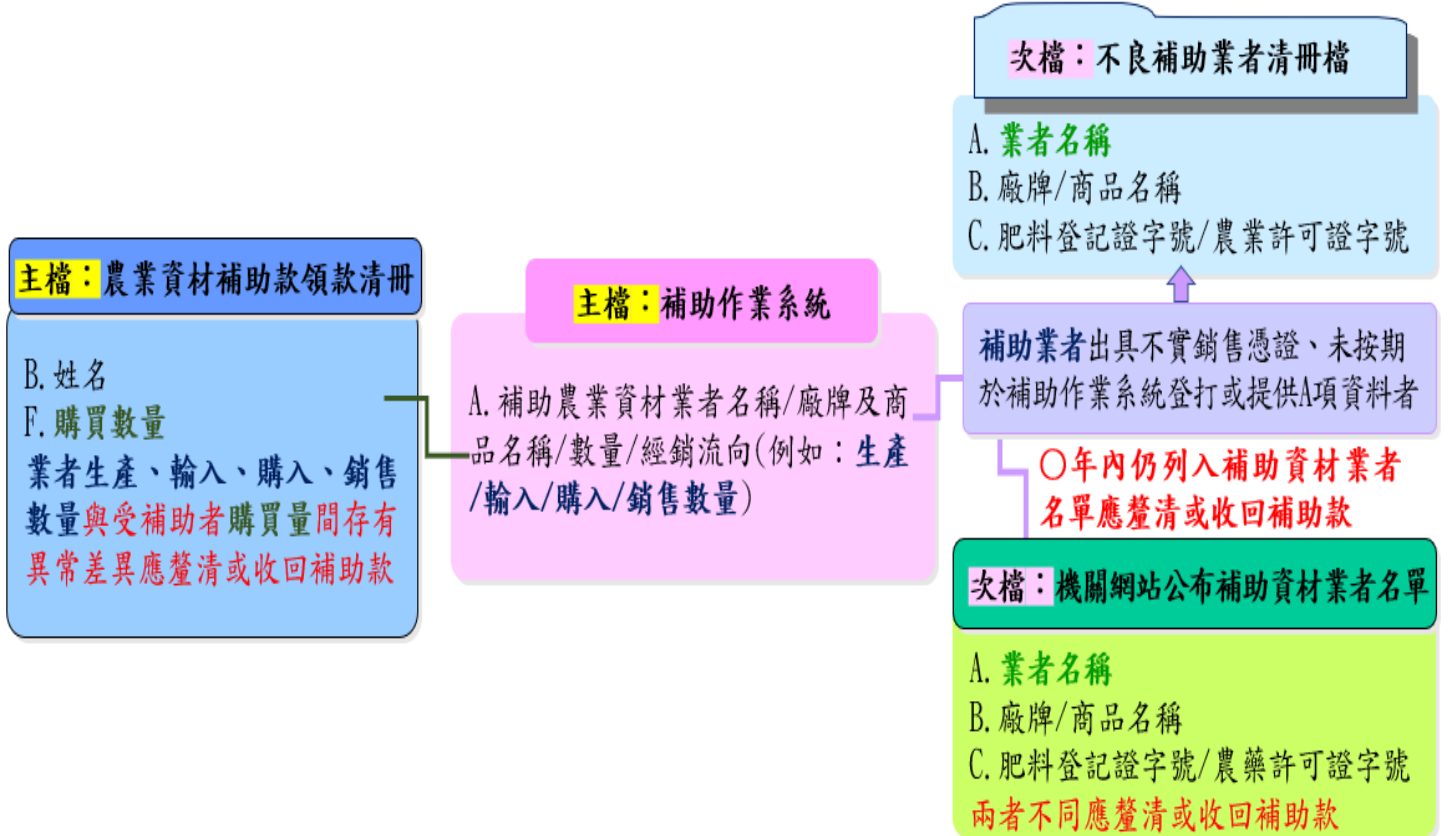 主檔：農業資材補助款領款清冊
B.姓名
F.購買數量
業者生產、輸入、購入、銷售
數量與受補助者購買量間存有
異常差異應釐清或收回補助款
主檔：補助作業系統
A.補助農業資材業者名稱/廠牌及商
品名稱/數量/經銷流向(例如：生產
/輸入/購入/銷售數量)
次檔：不良補助業者清冊檔
A.業者名稱
B.廠牌/商品名稱
C.肥料登記證字號/農業許可證字號
補助業者出具不實銷售憑證、未按期
於補助作業系統登打或提供A項資料者
〇年內仍列入補助資材業者
名單應釐清或收回補助款
次檔：機關網站公布補助資材業者名單
A.業者名稱
B.廠牌/商品名稱
C.肥料登記證字號/農藥許可證字號
兩者不同應釐清或收回補助款